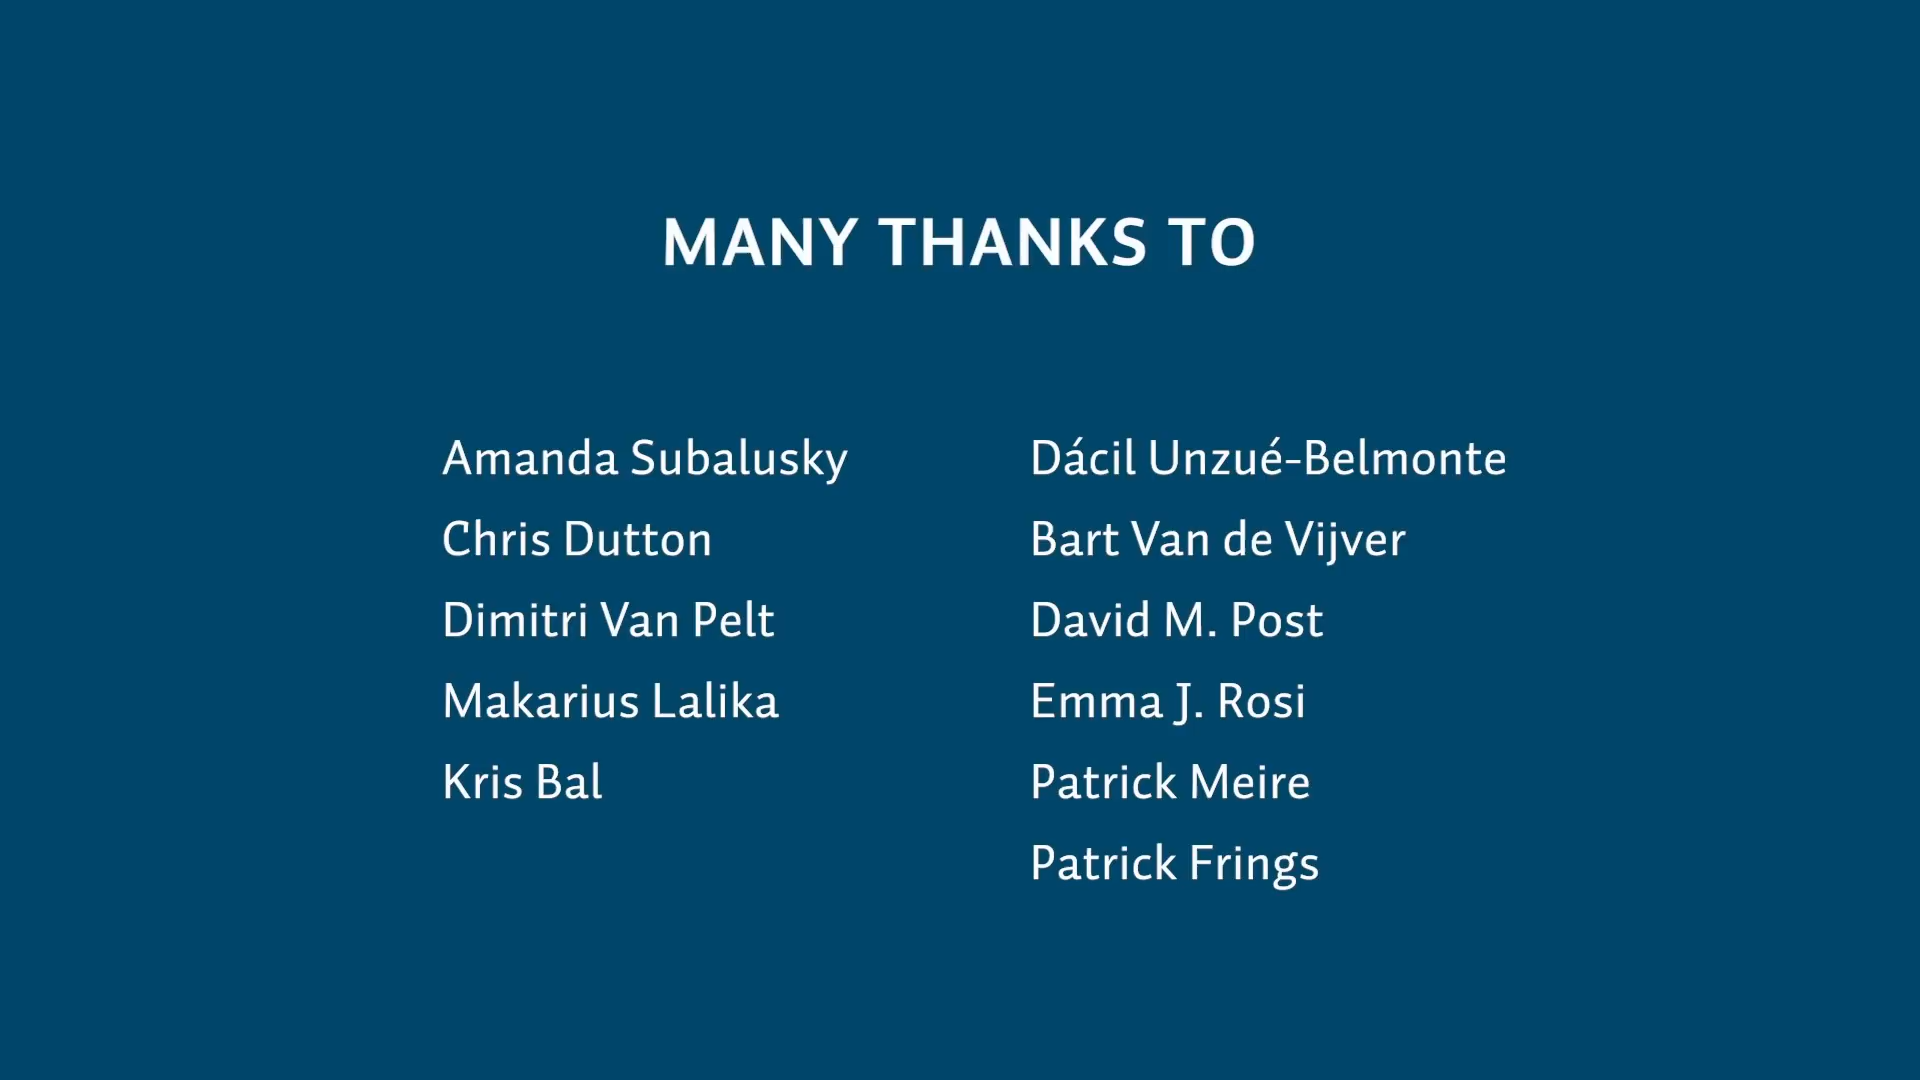 MANY THANKS TO
Amanda Subalusky
Chris Dutton
Dimitri Van Pelt
Makarius Lalika
Kris Bal
Dácil Unzué-Belmonte
Bart Van de Vijver
David M. Post
Emma J. Rosi
Patrick Meire
Patrick Frings